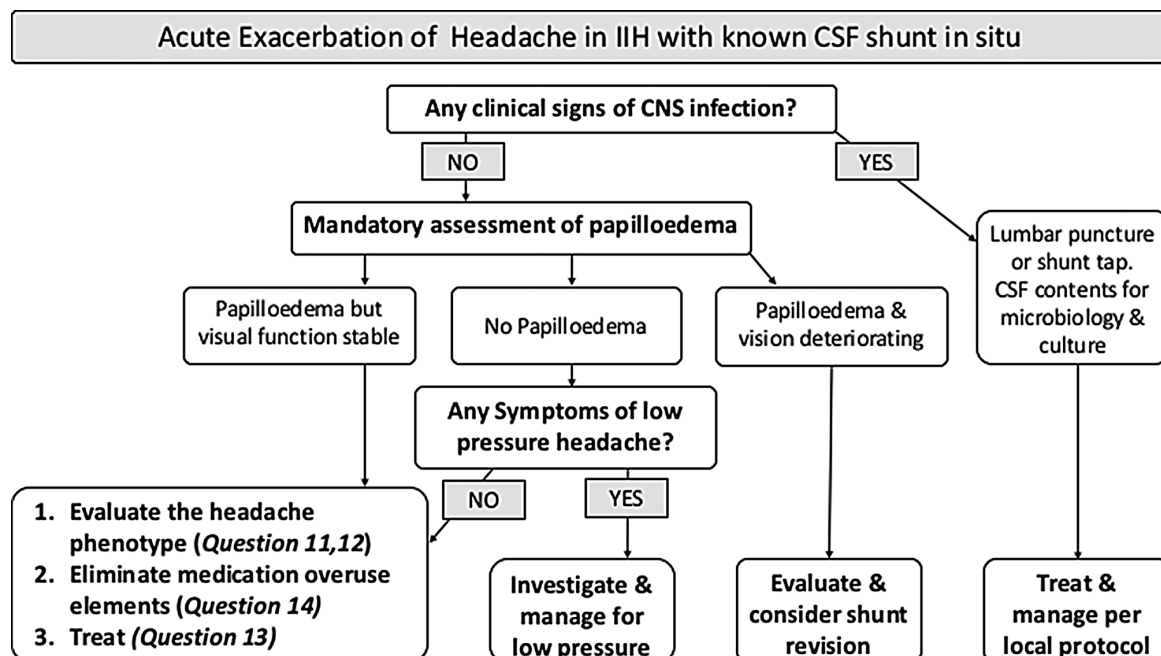 Acute Exacerbation of Headache in IIH with known CSF shunt in situ
Any clinical signs of CNS infection?
NO
YES
Mandatory assessment of papilloedema
Lumbar puncture
or shunt tap.
CSF contents for
microbiology &
culture
Papilloedema but
visual function stable
No Papilloedema
Papilloedema &
vision deteriorating
Any Symptoms of low
pressure headache?
NO
YES
1. Evaluate the headache
phenotype (Question 11,12)
2. Eliminate medication overuse
elements (Question 14)
3. Treat (Question 13)
Investigate &
manage for
low pressure
Evaluate &
consider shunt
revision
Treat &
manage per
local protocol